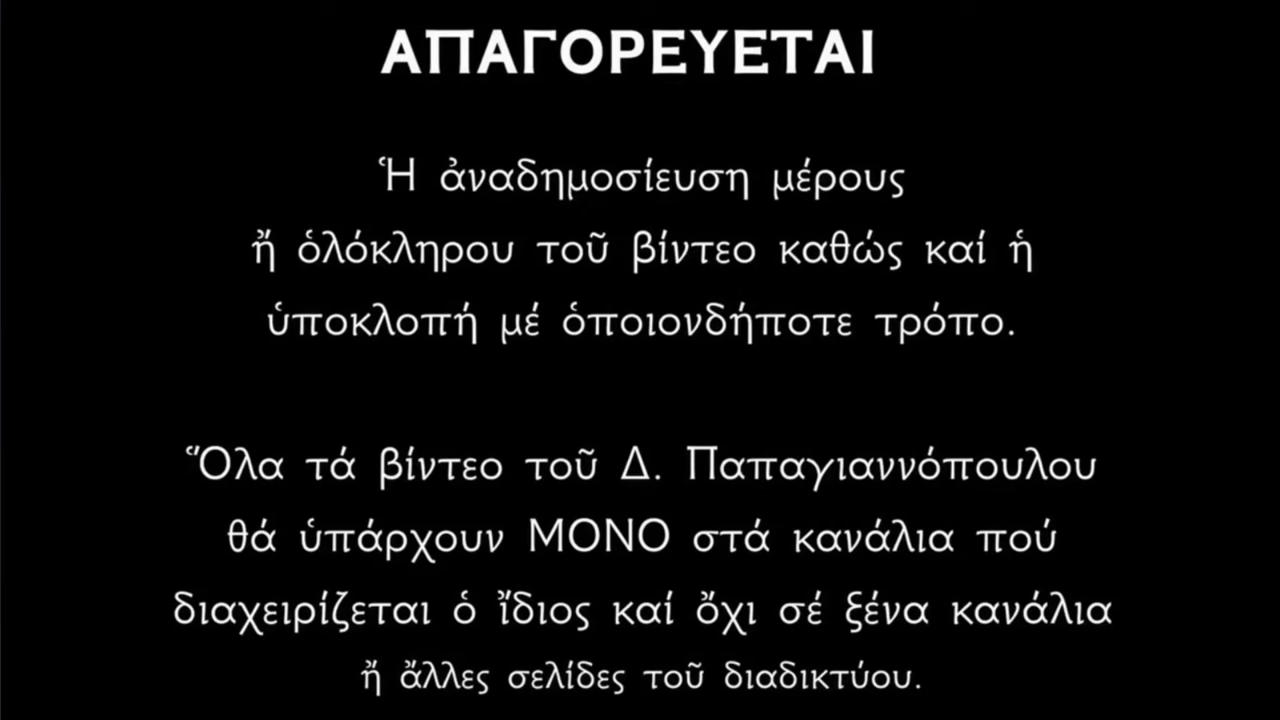 ΑΠΑΓΟΡΕΥΕΤΑΙ
Ἡ ἀναδημοσίευση μέρους
ἤ ὁλόκληρου τοῦ βίντεο καθώς καί ἡ
ὑποκλοπή μέ ὁποιονδήποτε τρόπο.
Ὅλα τά βίντεο τοῦ Δ. Παπαγιαννόπουλου
θά ὑπάρχουν ΜΟΝΟ στά κανάλια πού
διαχειρίζεται ὁ ἴδιος καί ὄχι σέ ξένα κανάλια
ἤ ἄλλες σελίδες τοῦ διαδικτύου.